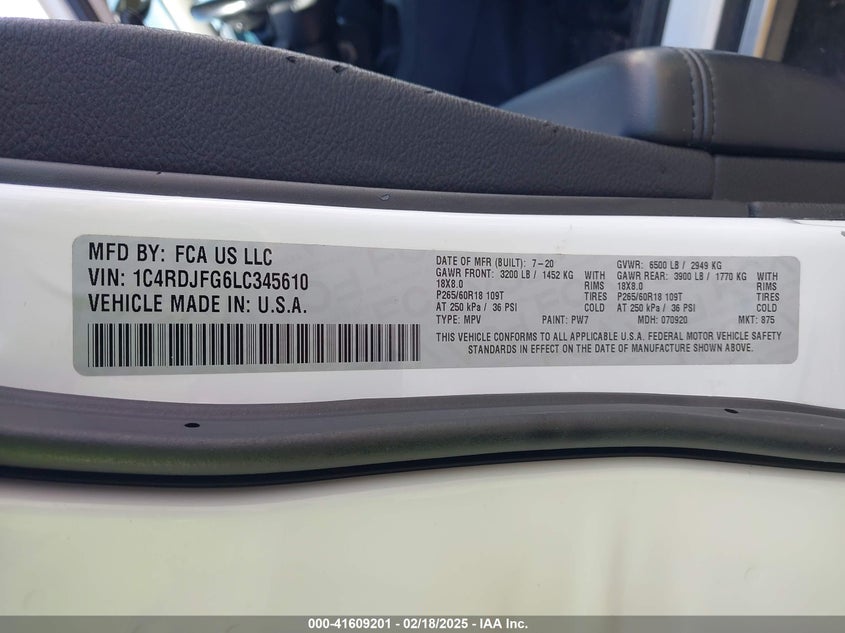 MFD BY: FCA US LLC
VIN: 1C4RDJFG6LC345610
VEHICLE MADE IN: U.S.A.
DATE OF MFR (BUILT): 7-20 GVWR: 6500 LB / 2949 KG
GAWR FRONT: 3200 LB / 1452 KG GAWR REAR: 3900 LB / 1770 KG
18X8.0 RIMS 18X8.0 RIMS
P265/60R18 109T TIRES P265/60R18 109T TIRES
AT 250 kPa / 36 PSI COLD AT 250 kPa / 36 PSI COLD
TYPE: MPV PAINT: PW7 MDH: 070920 MKT: 875
THIS VEHICLE CONFORMS TO ALL APPLICABLE U.S.A. FEDERAL MOTOR VEHICLE SAFETY
STANDARDS IN EFFECT ON THE DATE OF MANUFACTURE SHOWN ABOVE.
000-41609201 - 02/18/2025 - IAA Inc.